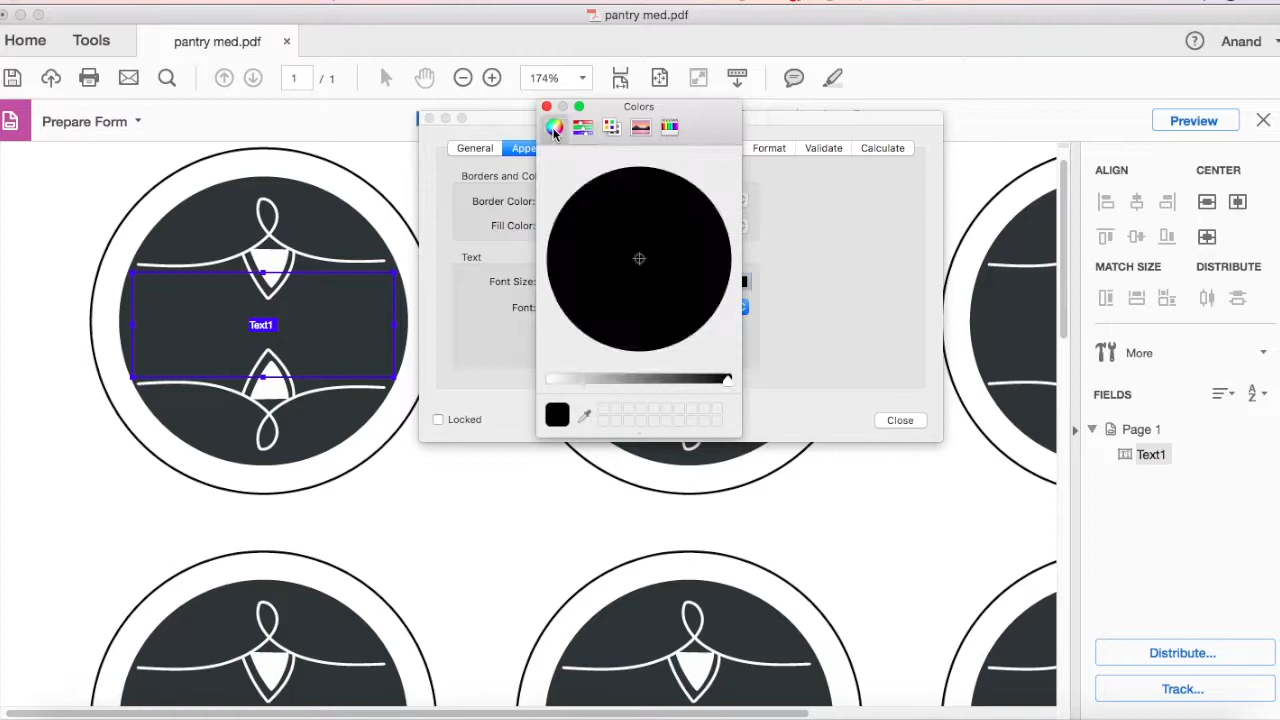 pantry med.pdf
Home Tools pantry med.pdf × ? Anand
1 / 1 174%
Prepare Form Preview
Colors
General Appe Format Validate Calculate
Borders and Co
Border Color:
Fill Color:
Text
Font Size:
Font:
Locked Close
Text1
ALIGN CENTER
MATCH SIZE DISTRIBUTE
More
FIELDS
Page 1
Text1
Distribute...
Track...